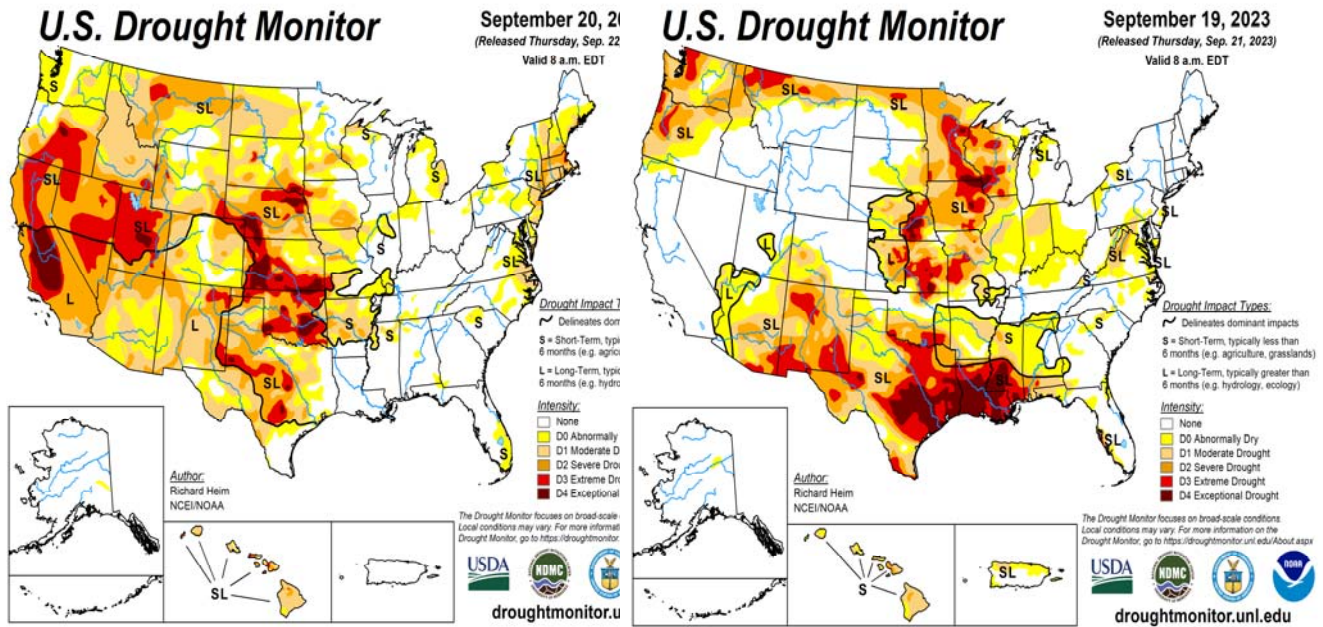 U.S. Drought Monitor
September 20, 20
(Released Thursday, Sep. 22
Valid 8 a.m. EDT
S
SL
S
SL
S
SL
SL
SL
S
SL
L
L
S
S
SL
S
Drought Impact T
Delineates dom
S = Short-Term, typic
6 months (e.g. agric
L = Long-Term, typic
6 months (e.g. hydro
Intensity:
None
D0 Abnormally
D1 Moderate D
D2 Severe Drou
D3 Extreme Dr
D4 Exceptional
Author:
Richard Heim
NCEI/NOAA
SL
The Drought Monitor focuses on broad-scale
Local conditions may vary. For more informati
Drought Monitor, go to https://droughtmonitor.
USDA
NDMC
droughtmonitor.u
U.S. Drought Monitor
September 19, 2023
(Released Thursday, Sep. 21, 2023)
Valid 8 a.m. EDT
SL
SL
SL
SL
SL
SL
SL
L
L
L
SL
SL
SL
S
SL
S
S
SL
SL
SL
Drought Impact Types:
Delineates dominant impacts
S = Short-Term, typically less than
6 months (e.g. agriculture, grasslands)
L = Long-Term, typically greater than
6 months (e.g. hydrology, ecology)
Intensity:
None
D0 Abnormally Dry
D1 Moderate Drought
D2 Severe Drought
D3 Extreme Drought
D4 Exceptional Drought
Author:
Richard Heim
NCEI/NOAA
S
SL
The Drought Monitor focuses on broad-scale conditions.
Local conditions may vary. For more information on the
Drought Monitor, go to https://droughtmonitor.unl.edu/About.aspx
USDA
NDMC
NOAA
droughtmonitor.unl.edu